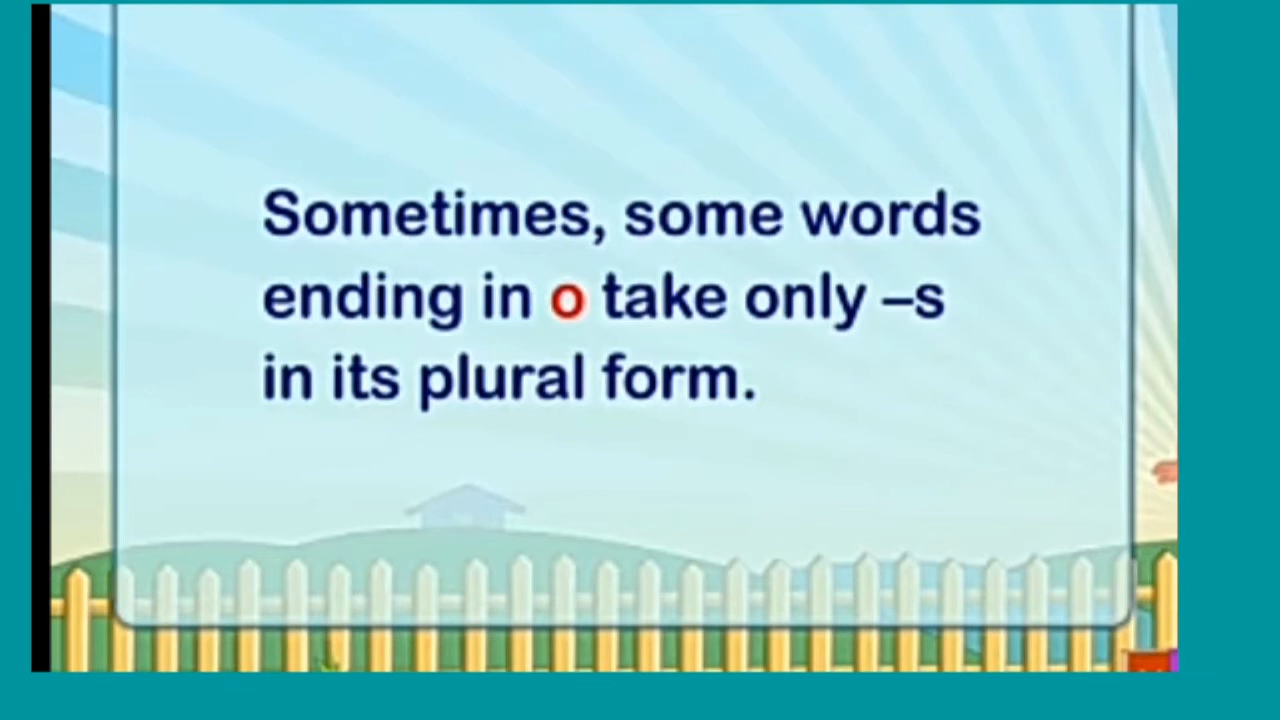 Sometimes, some words
ending in o take only –s
in its plural form.